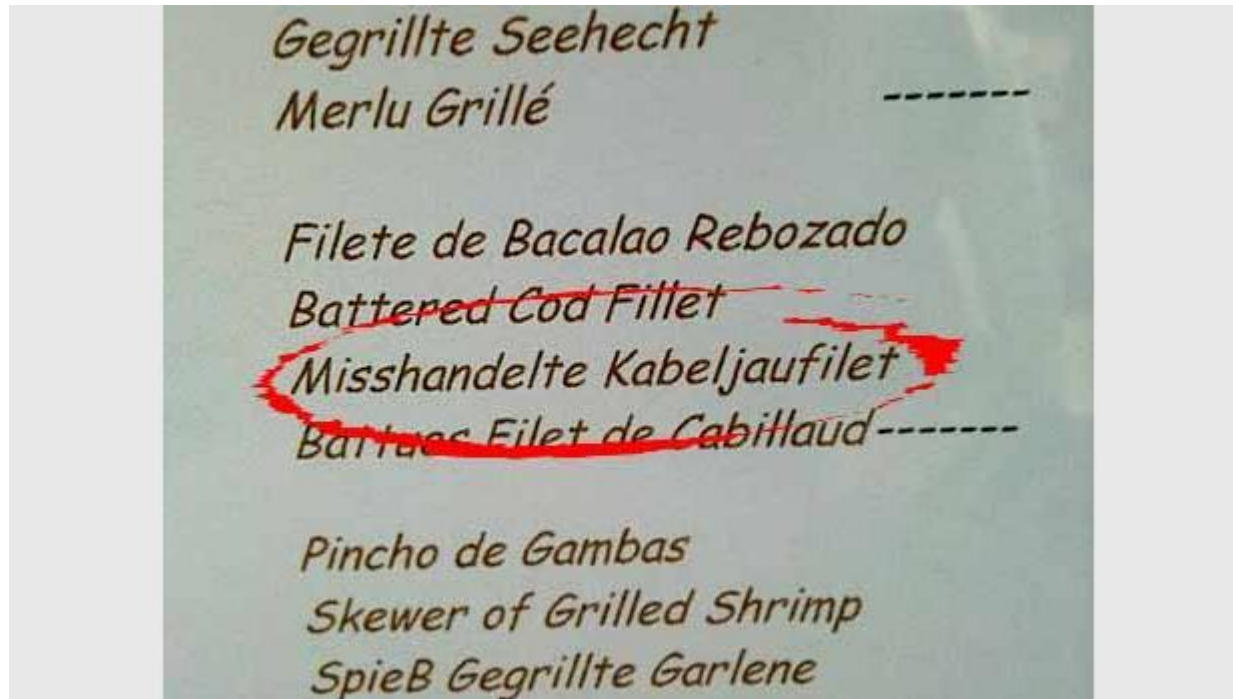 Gegrillte Seehecht
Merlu Grillé -------
Filete de Bacalao Rebozado
Battered Cod Fillet
Misshandelte Kabeljaufilet
Battues Filet de Cabillaud -------
Pincho de Gambas
Skewer of Grilled Shrimp
SpieB Gegrillte Garlene